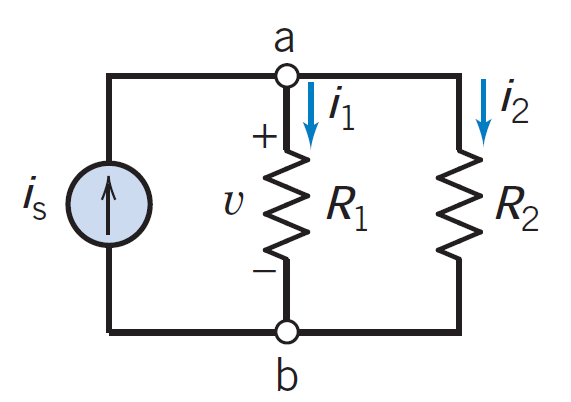 a
i₁
i₂
+
iₛ
v
R₁
R₂
−
b